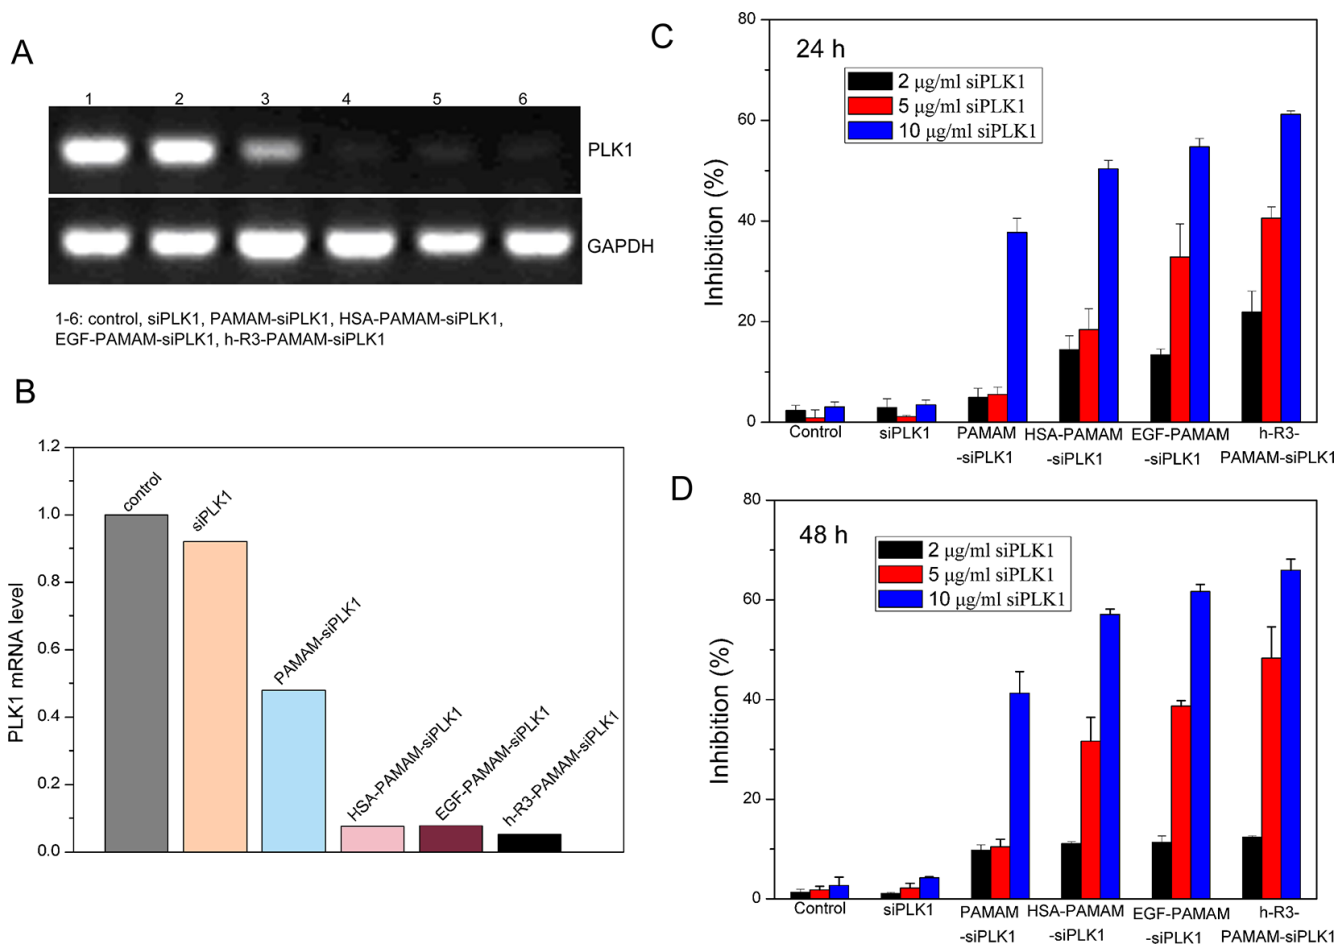 A
1 2 3 4 5 6
PLK1
GAPDH
1-6: control, siPLK1, PAMAM-siPLK1, HSA-PAMAM-siPLK1,
EGF-PAMAM-siPLK1, h-R3-PAMAM-siPLK1
B
PLK1 mRNA level
1.2
1.0
0.8
0.6
0.4
0.2
0.0
control
siPLK1
PAMAM-siPLK1
HSA-PAMAM-siPLK1
EGF-PAMAM-siPLK1
h-R3-PAMAM-siPLK1
C
24 h
2 µg/ml siPLK1
5 µg/ml siPLK1
10 µg/ml siPLK1
Inhibition (%)
80
60
40
20
0
Control
siPLK1
PAMAM
-siPLK1
HSA-PAMAM
-siPLK1
EGF-PAMAM
-siPLK1
h-R3-
PAMAM-siPLK1
D
48 h
2 µg/ml siPLK1
5 µg/ml siPLK1
10 µg/ml siPLK1
Inhibition (%)
80
60
40
20
0
Control
siPLK1
PAMAM
-siPLK1
HSA-PAMAM
-siPLK1
EGF-PAMAM
-siPLK1
h-R3-
PAMAM-siPLK1